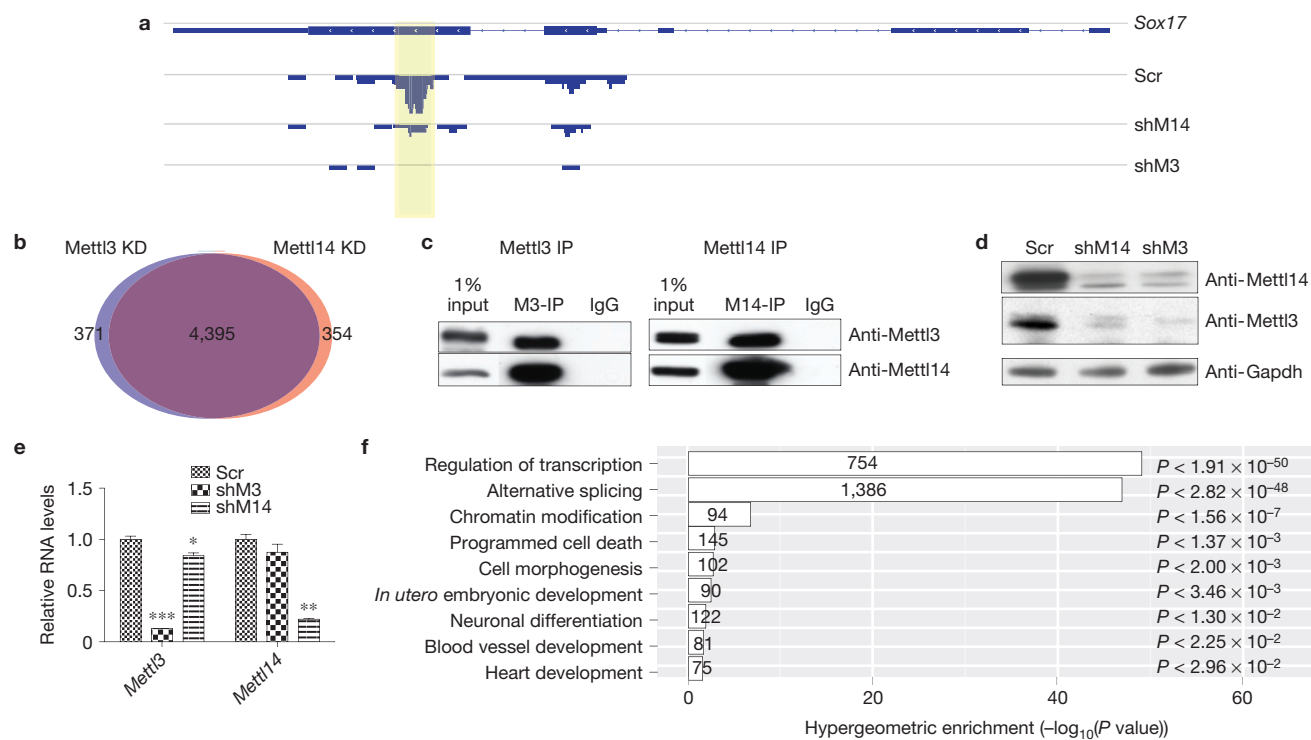 a
Sox17
Scr
shM14
shM3
b
Mettl3 KD
Mettl14 KD
371
4,395
354
c
Mettl3 IP
Mettl14 IP
1% input
M3-IP
IgG
1% input
M14-IP
IgG
Anti-Mettl3
Anti-Mettl14
d
Scr shM14 shM3
Anti-Mettl14
Anti-Mettl3
Anti-Gapdh
e
Scr
shM3
shM14
Relative RNA levels
1.5
1.0
0.5
0
***
*
**
Mettl3
Mettl14
f
Regulation of transcription 754 P < 1.91 × 10–50
Alternative splicing 1,386 P < 2.82 × 10–48
Chromatin modification 94 P < 1.56 × 10–7
Programmed cell death 145 P < 1.37 × 10–3
Cell morphogenesis 102 P < 2.00 × 10–3
In utero embryonic development 90 P < 3.46 × 10–3
Neuronal differentiation 122 P < 1.30 × 10–2
Blood vessel development 81 P < 2.25 × 10–2
Heart development 75 P < 2.96 × 10–2
0 20 40 60
Hypergeometric enrichment (–log10(P value))